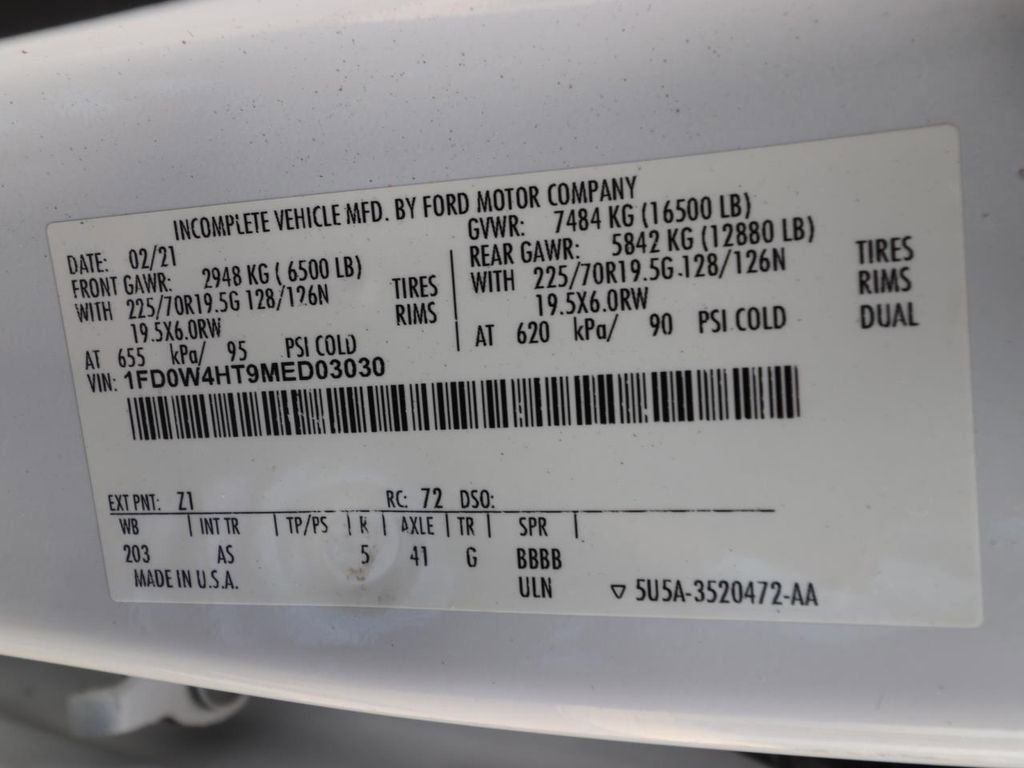 INCOMPLETE VEHICLE MFD. BY FORD MOTOR COMPANY
DATE: 02/21
FRONT GAWR: 2948 KG ( 6500 LB)
WITH 225/70R19.5G 128/126N TIRES
19.5X6.0RW RIMS
AT 655 kPa/ 95 PSI COLD
GVWR: 7484 KG (16500 LB)
REAR GAWR: 5842 KG (12880 LB)
WITH 225/70R19.5G 128/126N TIRES
19.5X6.0RW RIMS
AT 620 kPa/ 90 PSI COLD DUAL
VIN: 1FD0W4HT9MED03030
EXT PNT: Z1 RC: 72 DSO:
WB | INT TR | TP/PS | R | AXLE | TR | SPR |
203 AS 5 41 G BBBB
MADE IN U.S.A. ULN ▽ 5U5A-3520472-AA